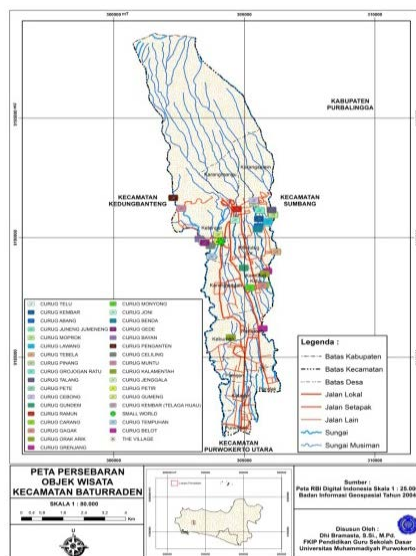 KABUPATEN
PURBALINGGA
KECAMATAN
KEDUNGBANTENG
KECAMATAN
SUMBANG
KECAMATAN
PURWOKERTO UTARA
CURUG TELU
CURUG KEMBAR
CURUG ABANG
CURUG JUNENG JUMENENG
CURUG MOPROK
CURUG LAWANG
CURUG TEBELA
CURUG PINANG
CURUG GROJOGAN RATU
CURUG TALANG
CURUG PETE
CURUG CEBONG
CURUG GUNDEM
CURUG RAMUN
CURUG CARANG
CURUG GAGAK
CURUG ORAK ARIK
CURUG GRENJANG
CURUG MONYONG
CURUG JONI
CURUG BENDA
CURUG GEDE
CURUG BAYAN
CURUG PENGANTEN
CURUG CEILING
CURUG MUNTU
CURUG KALAMENTAH
CURUG JENGGALA
CURUG PETIR
CURUG GUMENG
CURUG KEMBAR (TELAGA HIJAU)
SMALL WORLD
CURUG TEMPUHAN
CURUG BELOT
THE VILLAGE
Legenda :
Batas Kabupaten
Batas Kecamatan
Batas Desa
Jalan Lokal
Jalan Setapak
Jalan Lain
Sungai
Sungai Musiman
PETA PERSEBARAN
OBJEK WISATA
KECAMATAN BATURRADEN
SKALA 1 : 80.000
Sumber :
Peta RBI Digital Indonesia Skala 1 : 25.000
Badan Informasi Geospasial Tahun 2004
Disusun Oleh :
Dhi Bramasta, S.Si., M.Pd.
FKIP Pendidikan Guru Sekolah Dasar
Universitas Muhammadiyah Purwokerto